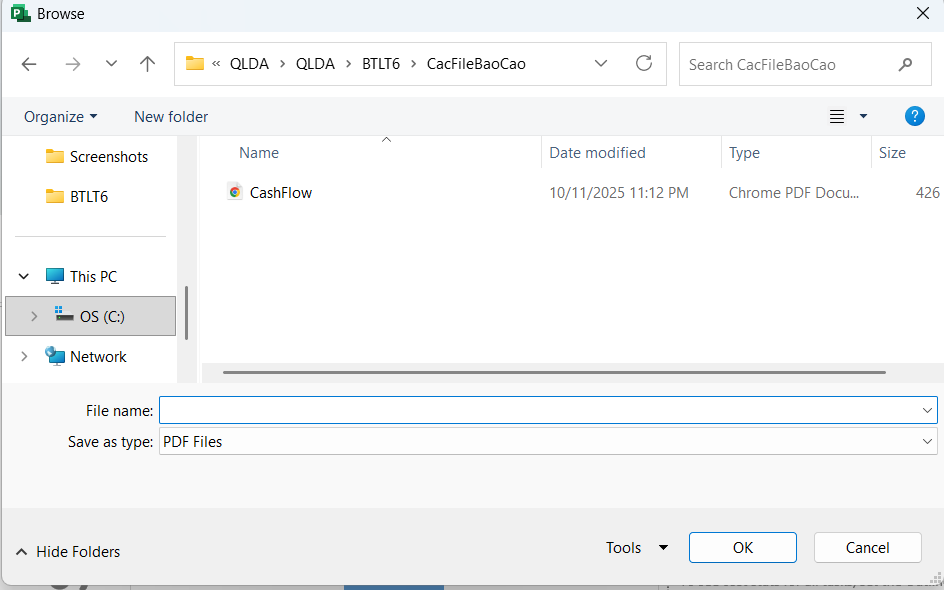 Browse
« QLDA > QLDA > BTLT6 > CacFileBaoCao
Search CacFileBaoCao
Organize
New folder
?
Screenshots
BTLT6
This PC
OS (C:)
Network
Name
Date modified
Type
Size
CashFlow
10/11/2025 11:12 PM
Chrome PDF Docu...
426
File name:
Save as type:
PDF Files
Hide Folders
Tools
OK
Cancel